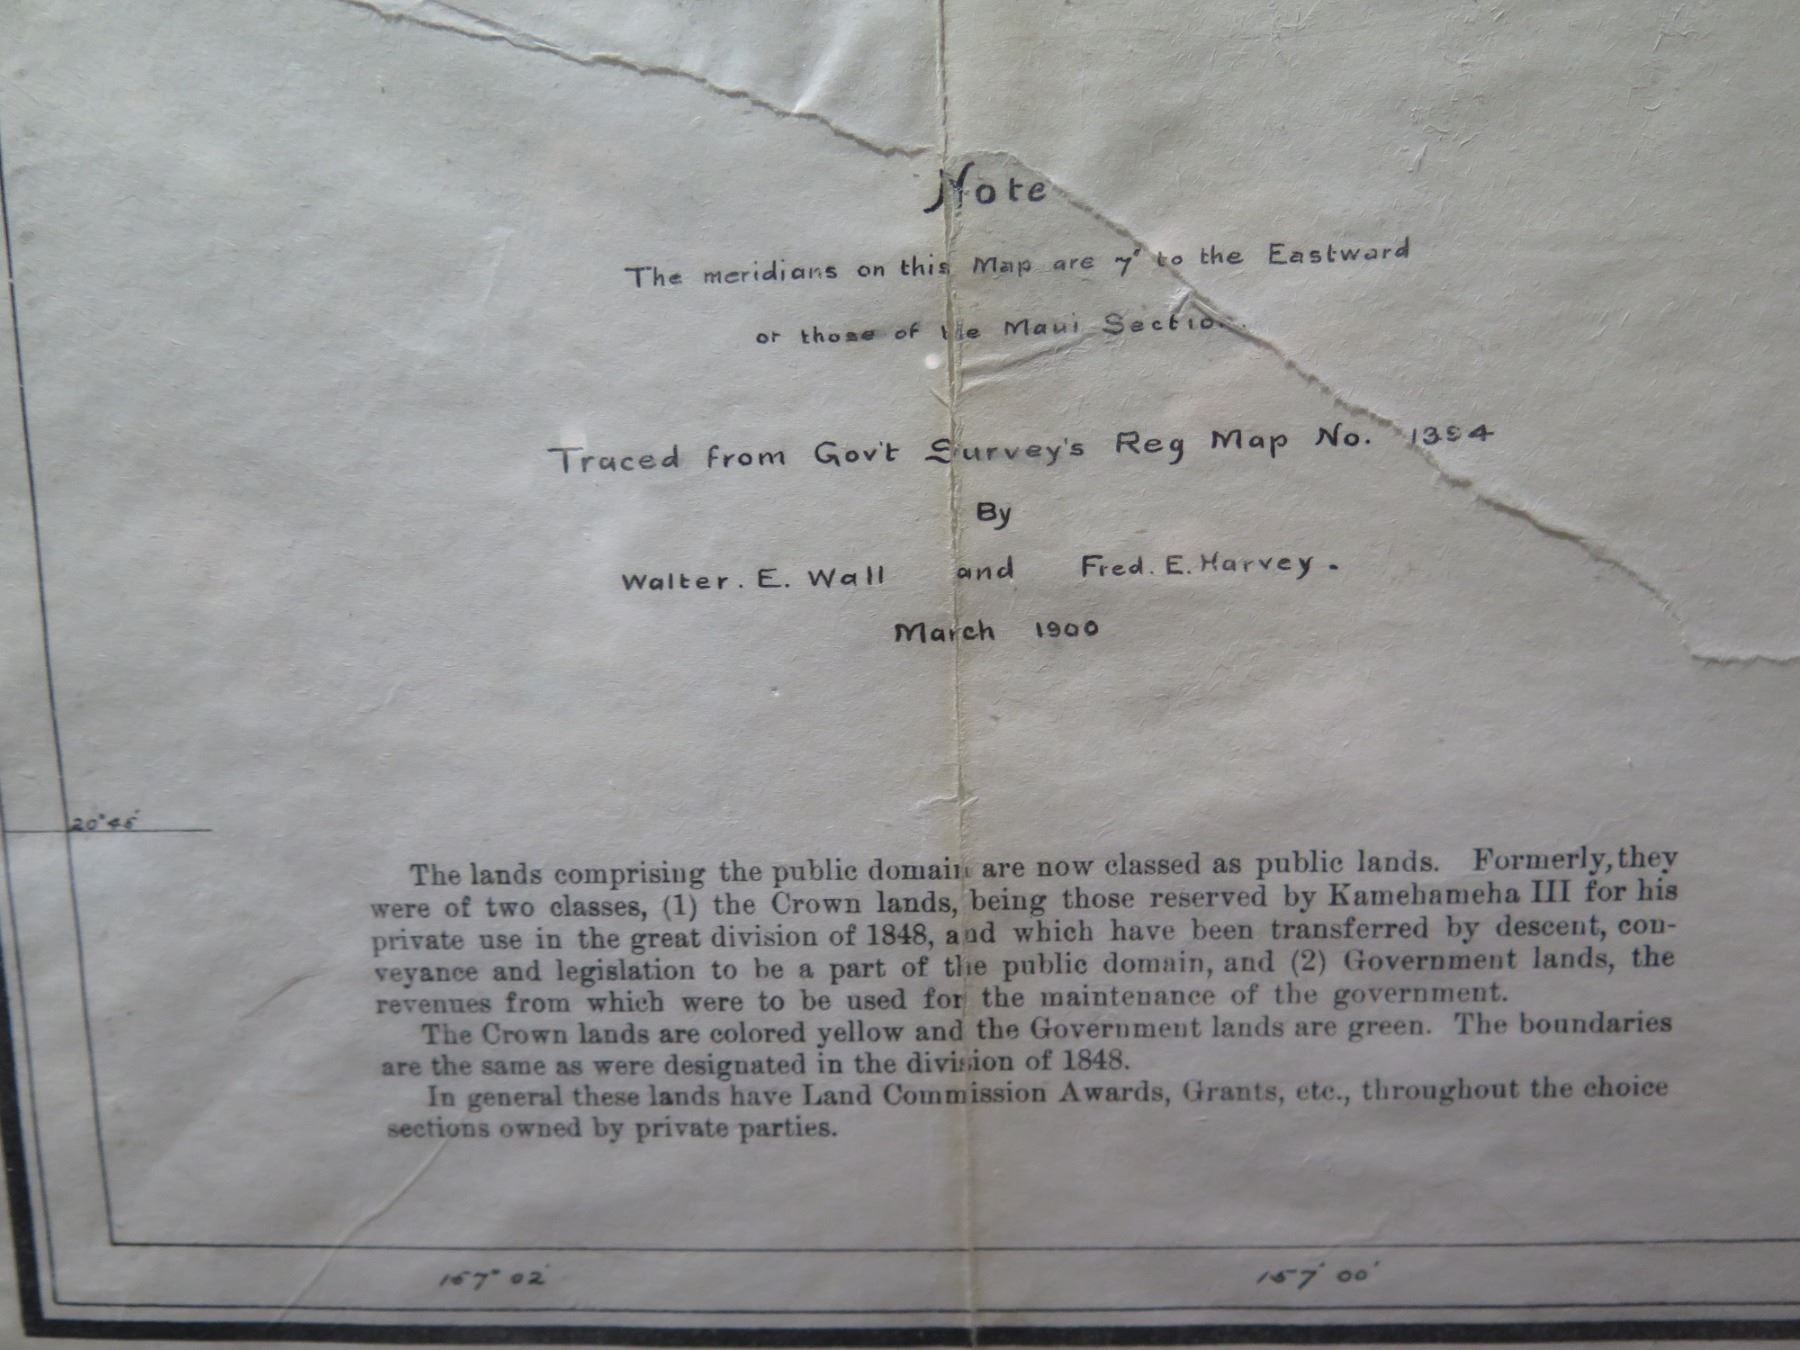 Note
The meridians on this Map are 7" to the Eastward
or those of the Maui Section.
Traced from Gov't Survey's Reg Map No. 1394
By
Walter. E. Wall and Fred. E. Harvey.
March 1900
20° 45'
The lands comprising the public domain are now classed as public lands. Formerly, they
were of two classes, (1) the Crown lands, being those reserved by Kamehameha III for his
private use in the great division of 1848, and which have been transferred by descent, con-
veyance and legislation to be a part of the public domain, and (2) Government lands, the
revenues from which were to be used for the maintenance of the government.
The Crown lands are colored yellow and the Government lands are green. The boundaries
are the same as were designated in the division of 1848.
In general these lands have Land Commission Awards, Grants, etc., throughout the choice
sections owned by private parties.
157° 02' 157° 00'